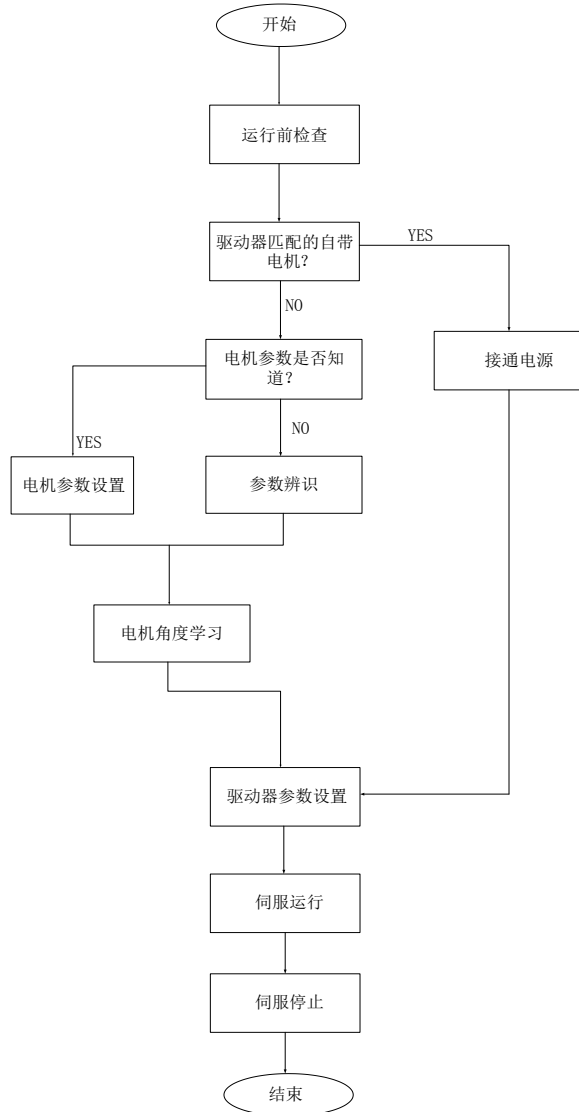 开始
运行前检查
驱动器匹配的自带
电机？
YES
NO
电机参数是否知
道？
接通电源
YES
NO
电机参数设置
参数辨识
电机角度学习
驱动器参数设置
伺服运行
伺服停止
结束